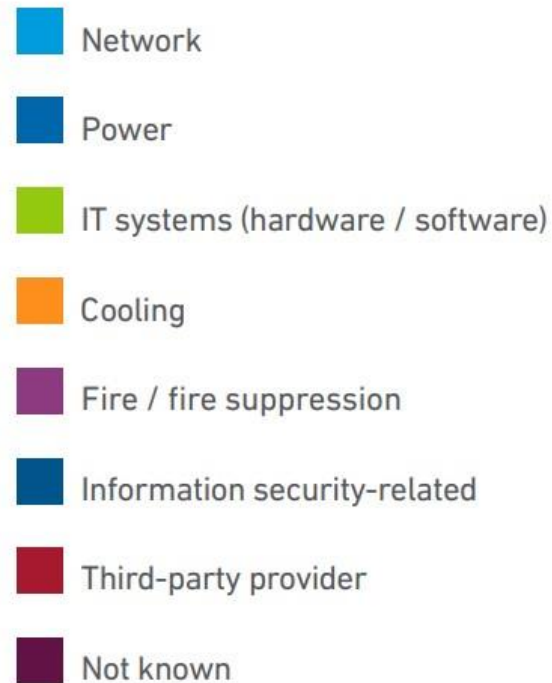 Network
Power
IT systems (hardware / software)
Cooling
Fire / fire suppression
Information security-related
Third-party provider
Not known